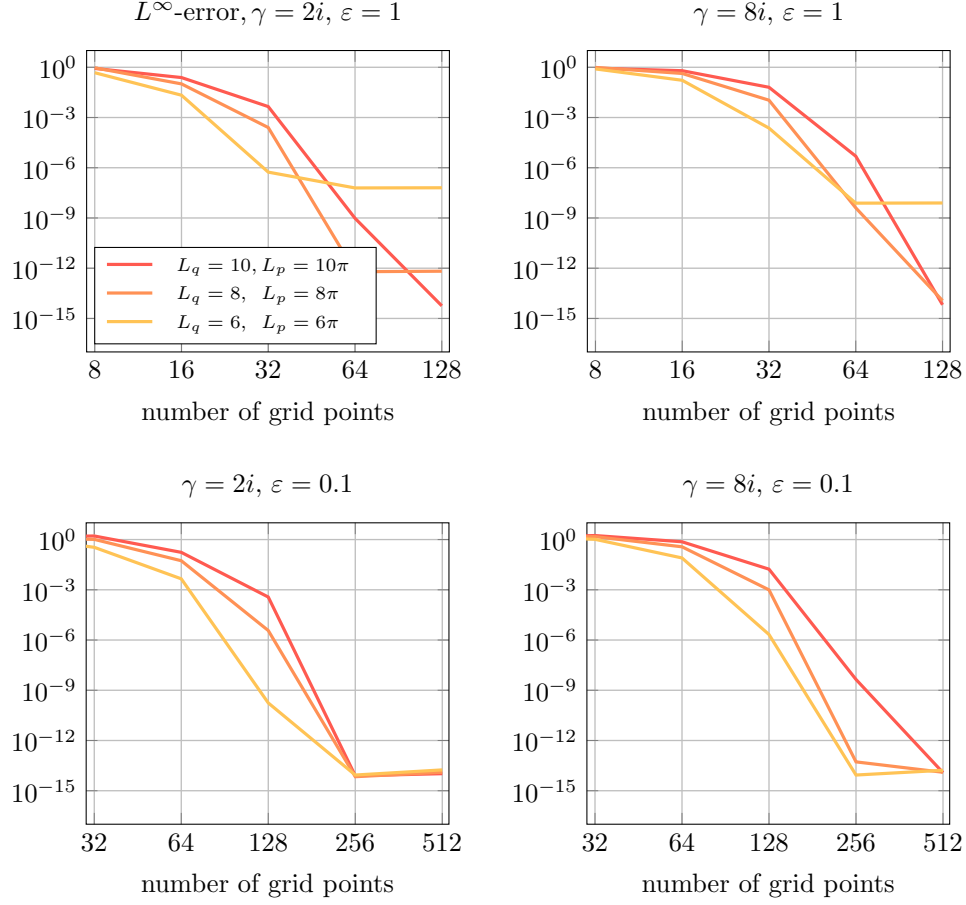 L^∞-error, γ = 2i, ε = 1
10^0
10^−3
10^−6
10^−9
10^−12
10^−15
L_q = 10, L_p = 10π
L_q = 8, L_p = 8π
L_q = 6, L_p = 6π
8 16 32 64 128
number of grid points
γ = 8i, ε = 1
10^0
10^−3
10^−6
10^−9
10^−12
10^−15
8 16 32 64 128
number of grid points
γ = 2i, ε = 0.1
10^0
10^−3
10^−6
10^−9
10^−12
10^−15
32 64 128 256 512
number of grid points
γ = 8i, ε = 0.1
10^0
10^−3
10^−6
10^−9
10^−12
10^−15
32 64 128 256 512
number of grid points